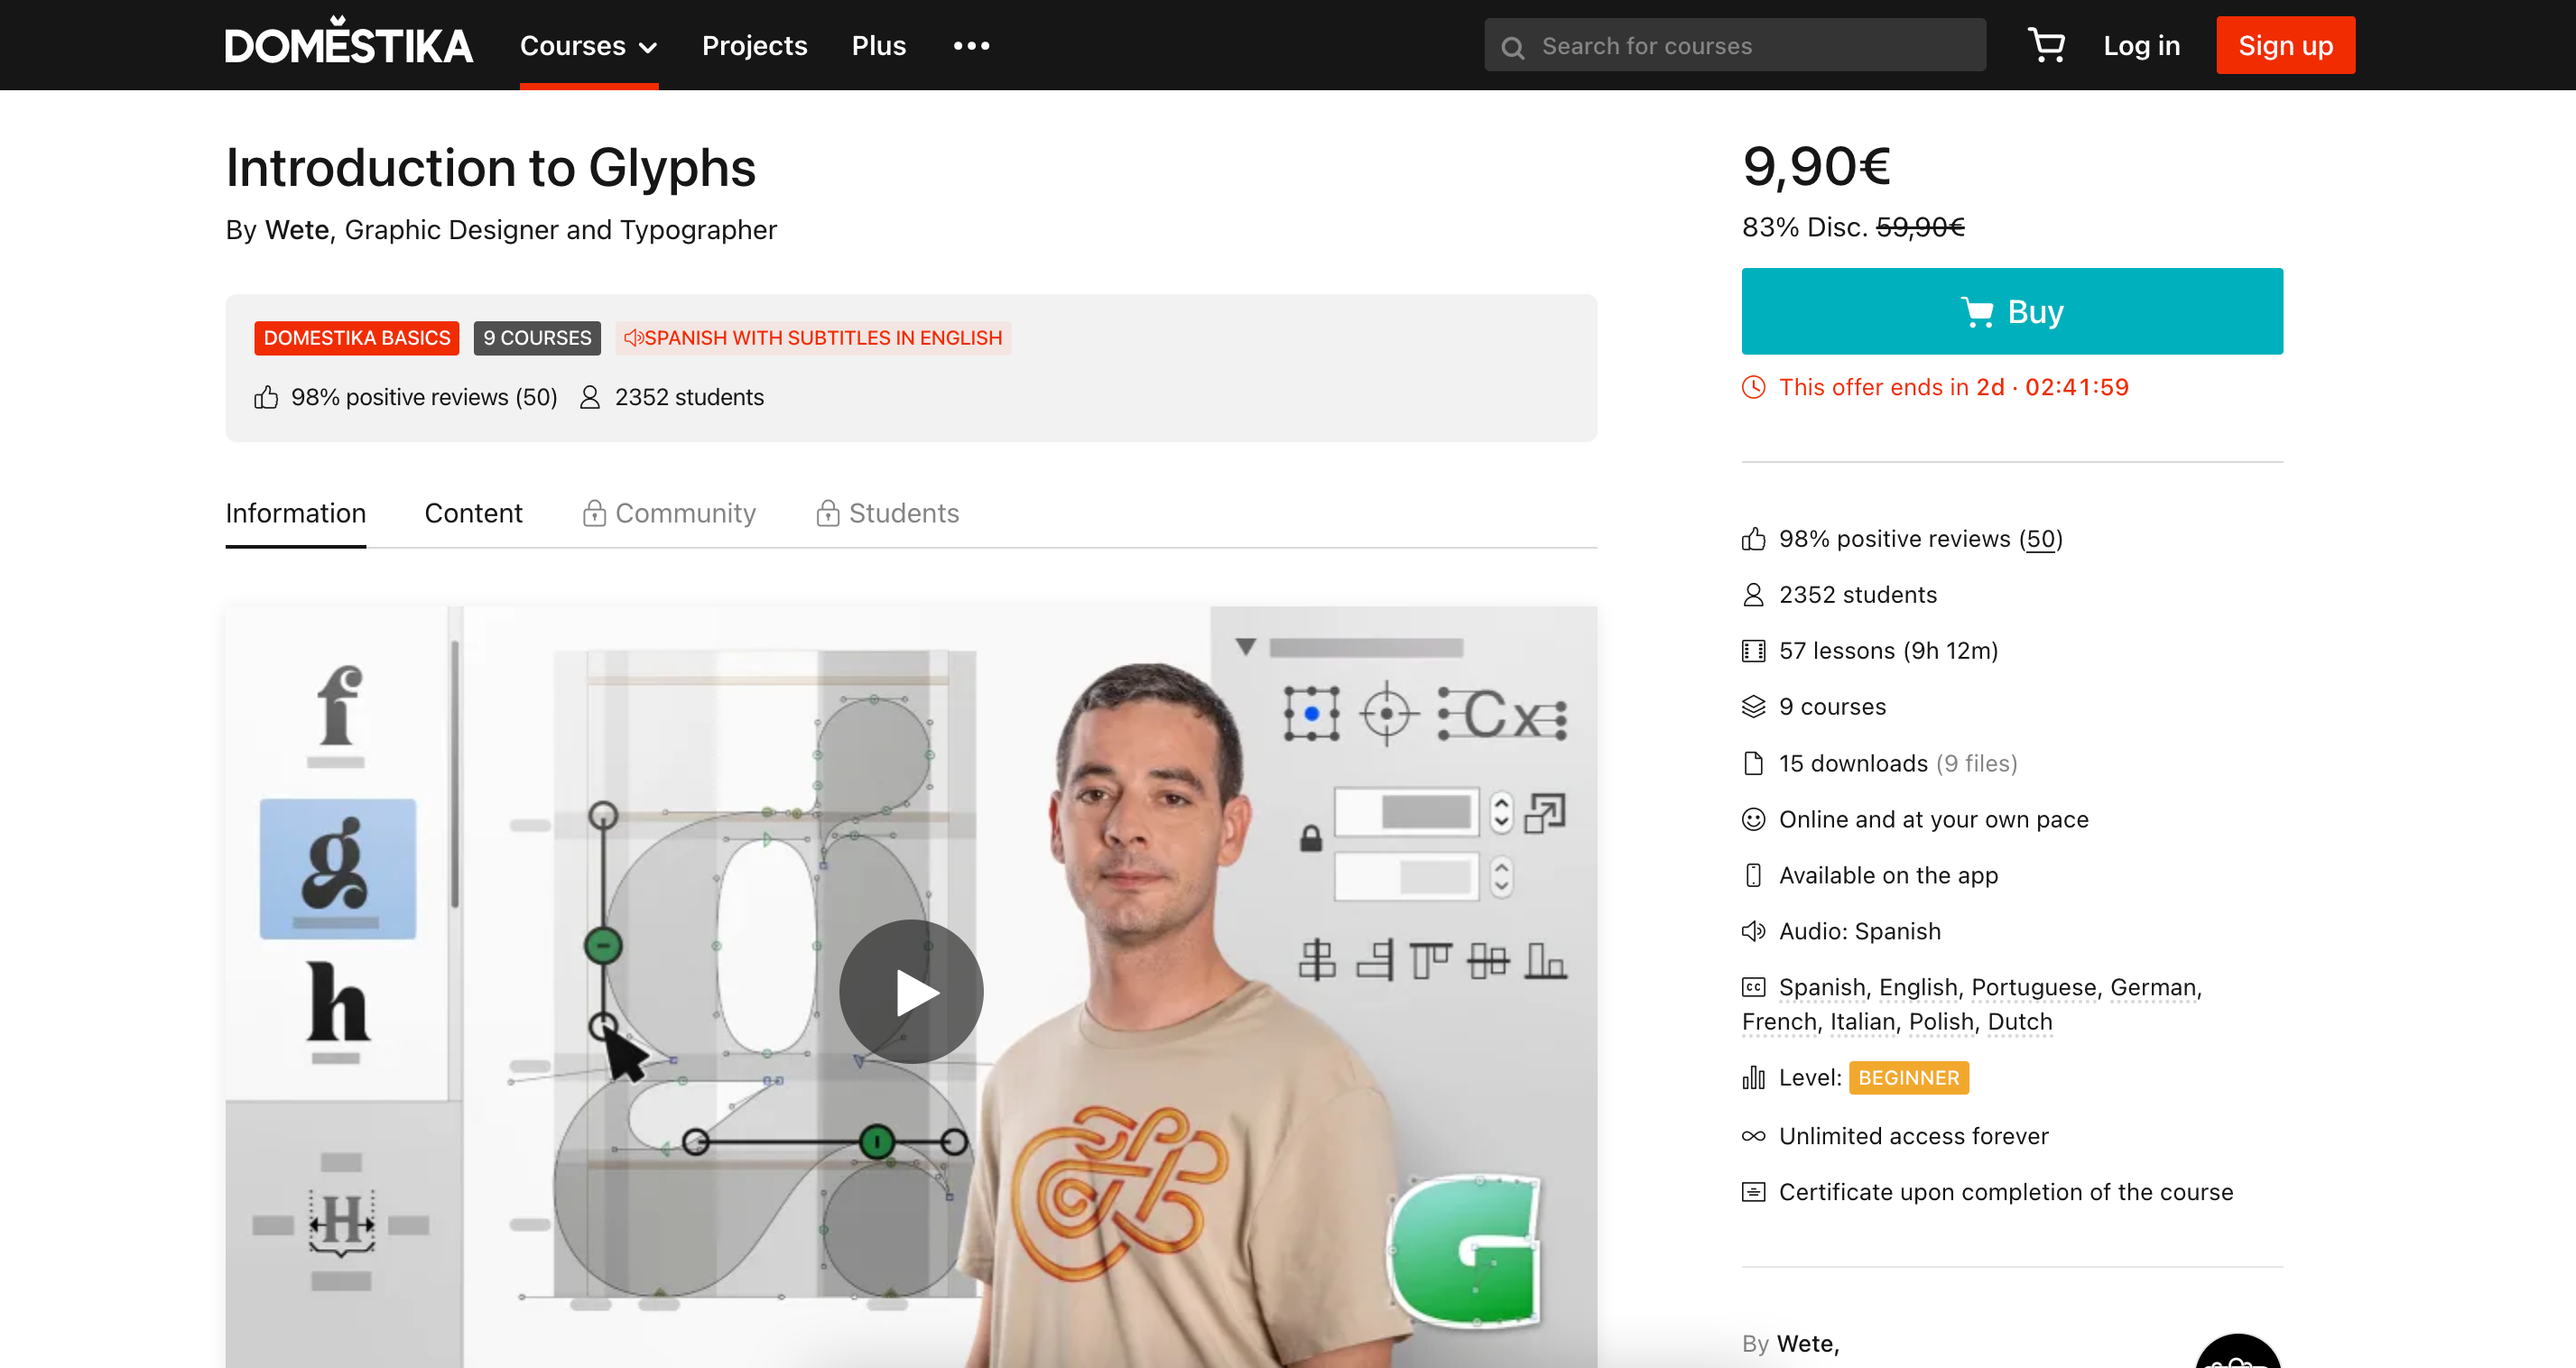 DOMESTIKA
Courses
Projects
Plus
Search for courses
Log in
Sign up
Introduction to Glyphs
By Wete, Graphic Designer and Typographer
DOMESTIKA BASICS
9 COURSES
SPANISH WITH SUBTITLES IN ENGLISH
98% positive reviews (50)
2352 students
Information
Content
Community
Students
f
g
h
H
g
Cx
G
9,90€
83% Disc. 59,90€
Buy
This offer ends in 2d · 02:41:59
98% positive reviews (50)
2352 students
57 lessons (9h 12m)
9 courses
15 downloads (9 files)
Online and at your own pace
Available on the app
Audio: Spanish
CC Spanish, English, Portuguese, German,
French, Italian, Polish, Dutch
Level: BEGINNER
Unlimited access forever
Certificate upon completion of the course
By Wete,